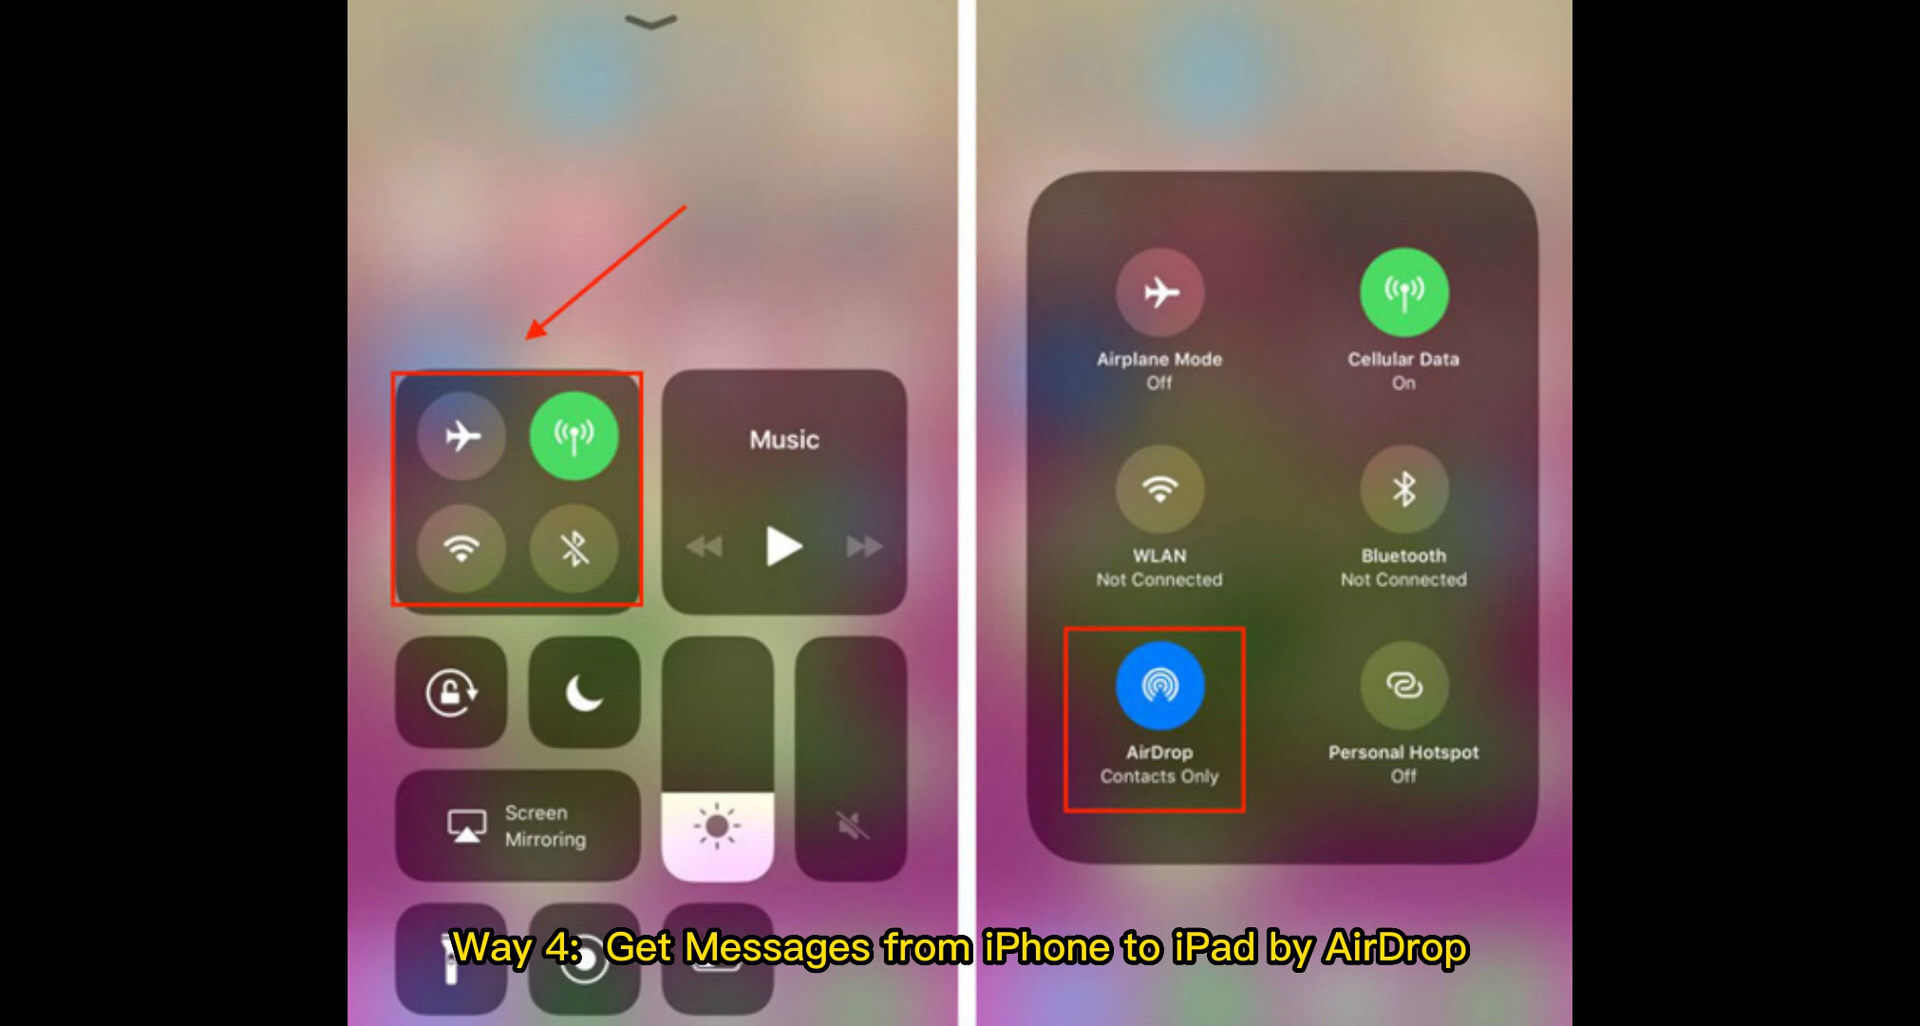 Music
Screen
Mirroring
Airplane Mode
Off
Cellular Data
On
WLAN
Not Connected
Bluetooth
Not Connected
AirDrop
Contacts Only
Personal Hotspot
Off
Way 4: Get Messages from iPhone to iPad by AirDrop